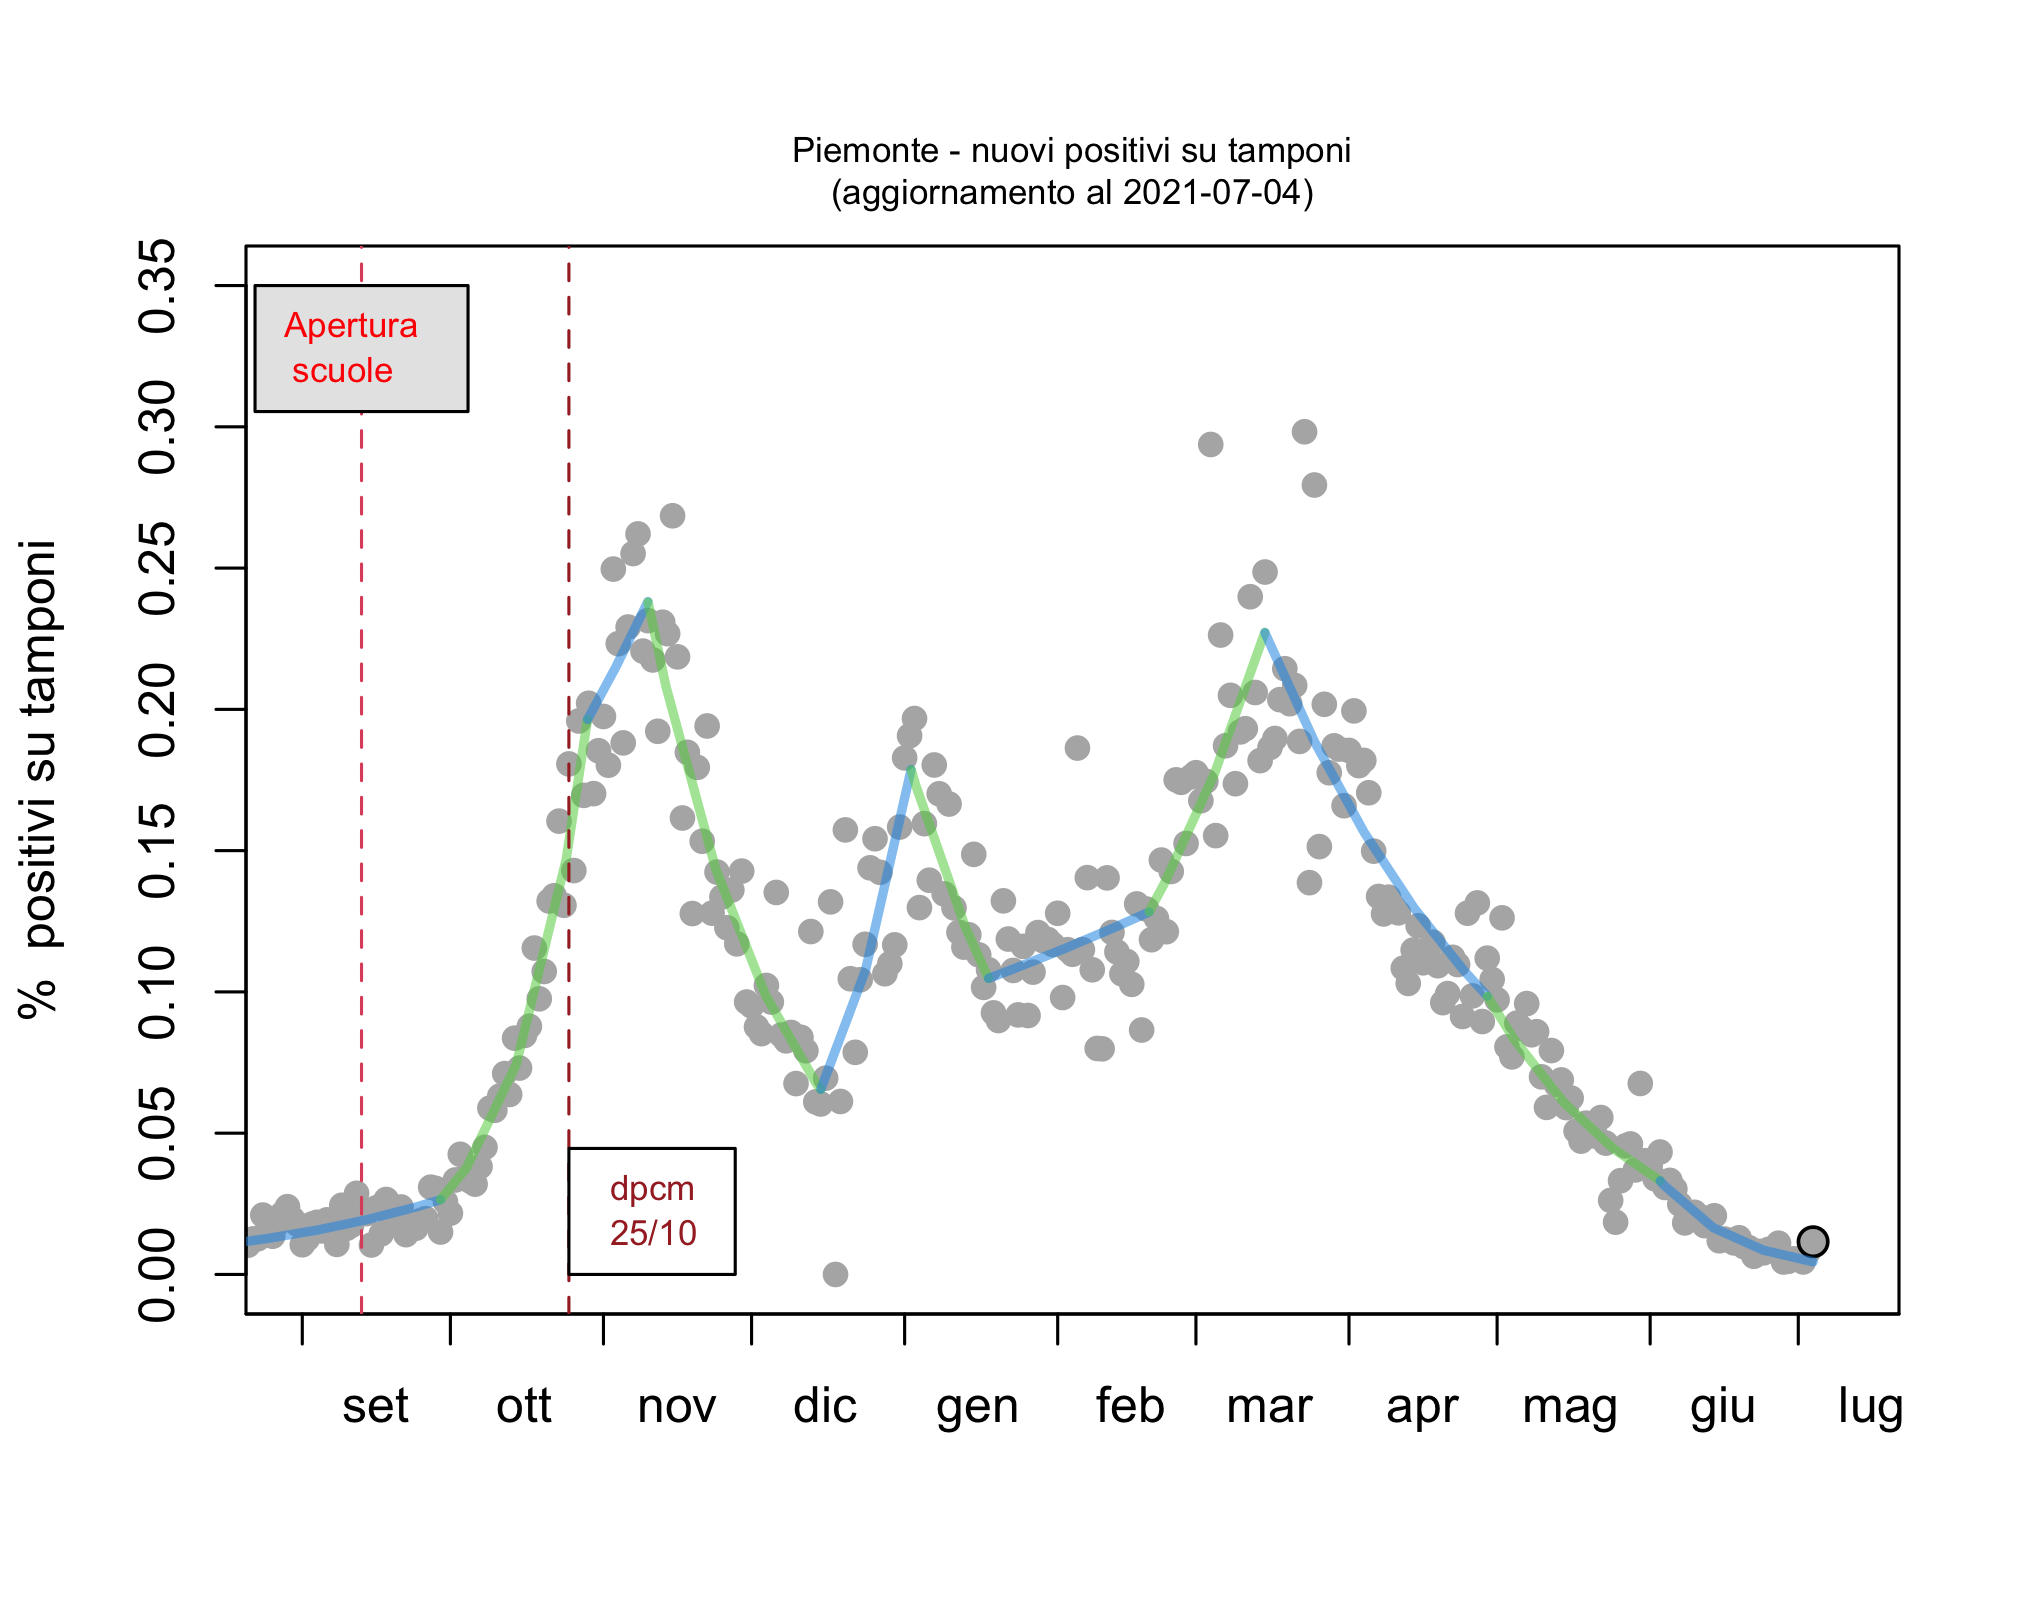 Piemonte - nuovi positivi su tamponi
(aggiornamento al 2021-07-04)
% positivi su tamponi
0.35
0.30
0.25
0.20
0.15
0.10
0.05
0.00
Apertura
scuole
dpcm
25/10
set ott nov dic gen feb mar apr mag giu lug